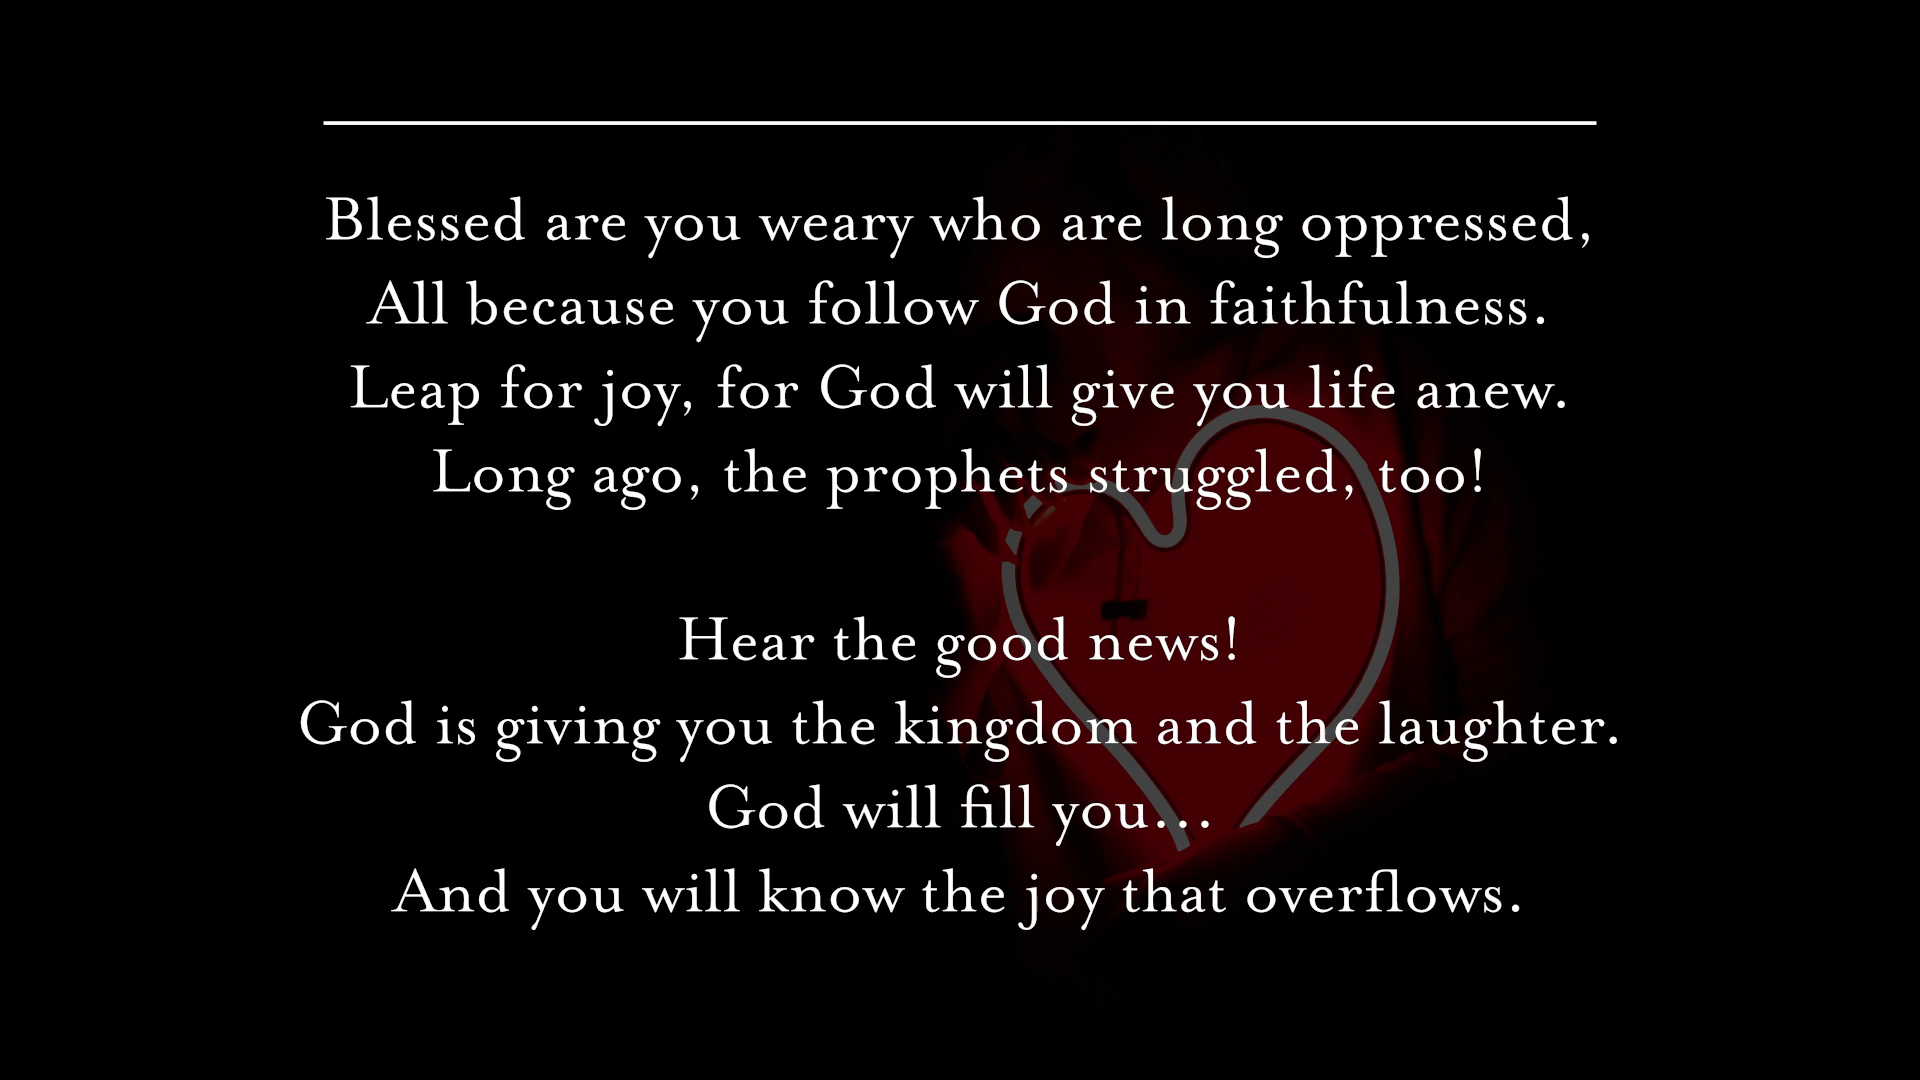 Blessed are you weary who are long oppressed,
All because you follow God in faithfulness.
Leap for joy, for God will give you life anew.
Long ago, the prophets struggled, too!
Hear the good news!
God is giving you the kingdom and the laughter.
God will fill you...
And you will know the joy that overflows.